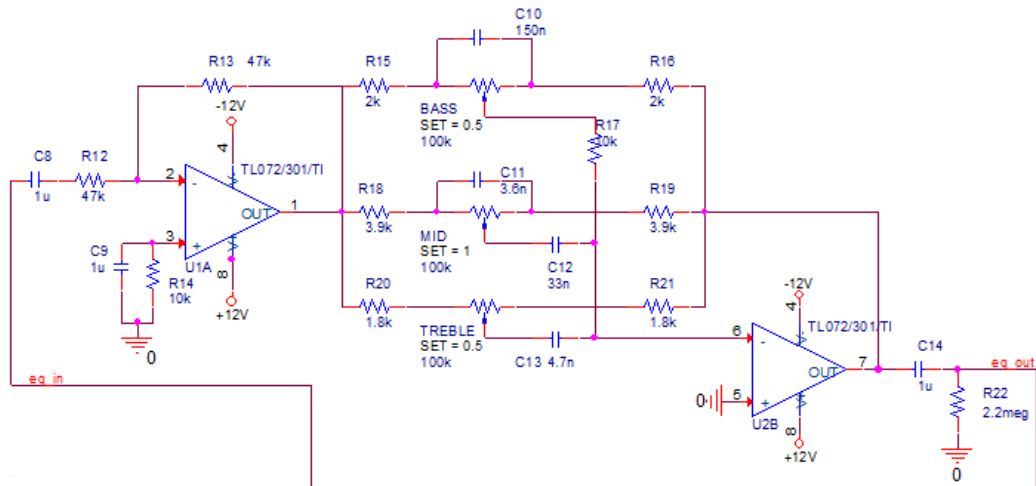 C10
150n
R13 47k
R15
2k
R16
2k
-12V
4
BASS
SET = 0.5
100k
R17
10k
C8
1u
R12
47k
2
-
TL072/301/TI
V-
OUT
1
3
+
V+
U1A
8
+12V
C9
1u
R14
10k
0
R18
3.9k
C11
3.6n
R19
3.9k
MID
SET = 1
100k
C12
33n
R20
1.8k
R21
1.8k
TREBLE
SET = 0.5
100k
C13 4.7n
-12V
4
TL072/301/TI
6
-
V-
OUT
7
0
5
+
V+
U2B
8
+12V
C14
1u
eq_out
R22
2.2meg
0
eq_in